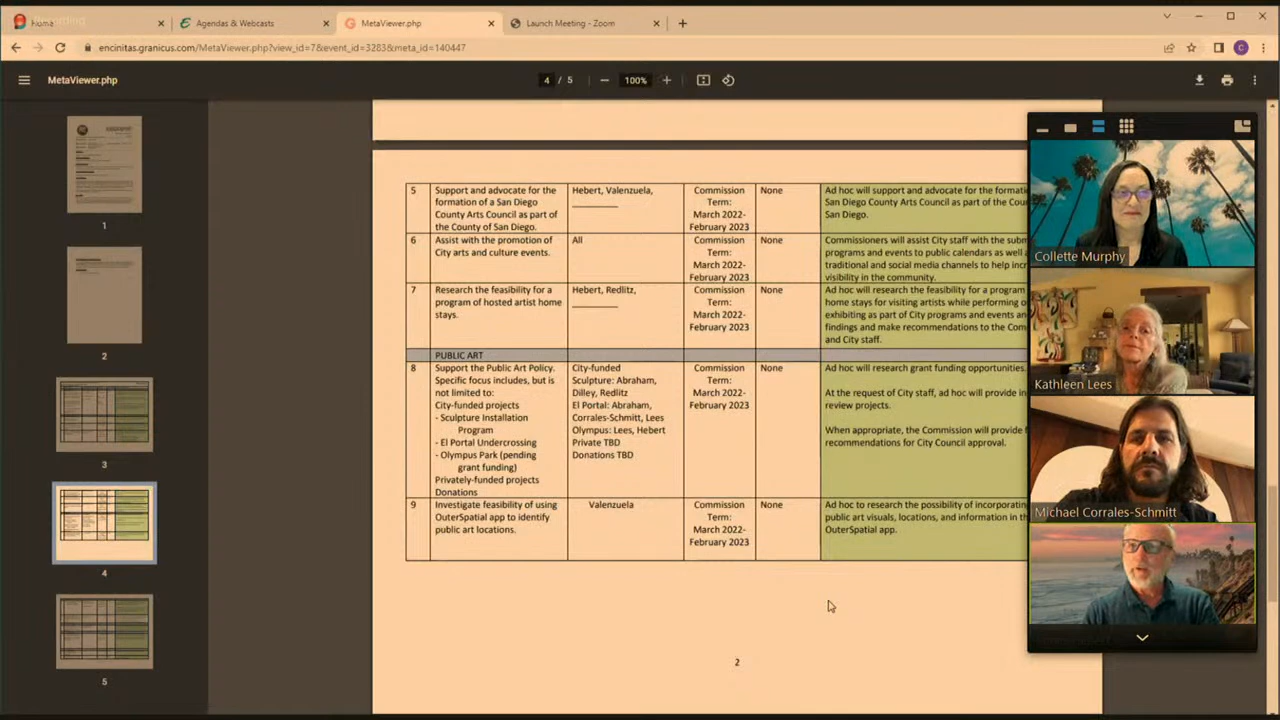 Recording
Home
Agendas & Webcasts
MetaViewer.php
Launch Meeting - Zoom
encinitas.granicus.com/MetaViewer.php?view_id=7&event_id=3283&meta_id=140447
C
MetaViewer.php
4 / 5
100%
1
2
3
4
5
5
Support and advocate for the
formation of a San Diego
County Arts Council as part of
the County of San Diego.
Hebert, Valenzuela,
Commission
Term:
March 2022-
February 2023
None
Ad hoc will support and advocate for the formati
San Diego County Arts Council as part of the Cou
San Diego.
6
Assist with the promotion of
City arts and culture events.
All
Commission
Term:
March 2022-
February 2023
None
Commissioners will assist City staff with the subm
programs and events to public calendars as well a
traditional and social media channels to help incr
visibility in the community.
7
Research the feasibility for a
program of hosted artist home
stays.
Hebert, Redlitz,
Commission
Term:
March 2022-
February 2023
None
Ad hoc will research the feasibility for a program
home stays for visiting artists while performing o
exhibiting as part of City programs and events an
findings and make recommendations to the Com
and City staff.
PUBLIC ART
8
Support the Public Art Policy.
Specific focus includes, but is
not limited to:
City-funded projects
- Sculpture Installation
Program
- El Portal Undercrossing
- Olympus Park (pending
grant funding)
Privately-funded projects
Donations
City-funded
Sculpture: Abraham,
Dilley, Redlitz
El Portal: Abraham,
Corrales-Schmitt, Lees
Olympus: Lees, Hebert
Private TBD
Donations TBD
Commission
Term:
March 2022-
February 2023
None
Ad hoc will research grant funding opportunities.
At the request of City staff, ad hoc will provide in
review projects.
When appropriate, the Commission will provide f
recommendations for City Council approval.
9
Investigate feasibility of using
OuterSpatial app to identify
public art locations.
Valenzuela
Commission
Term:
March 2022-
February 2023
None
Ad hoc to research the possibility of incorporating
public art visuals, locations, and information in th
OuterSpatial app.
2
Collette Murphy
Kathleen Lees
Michael Corrales-Schmitt